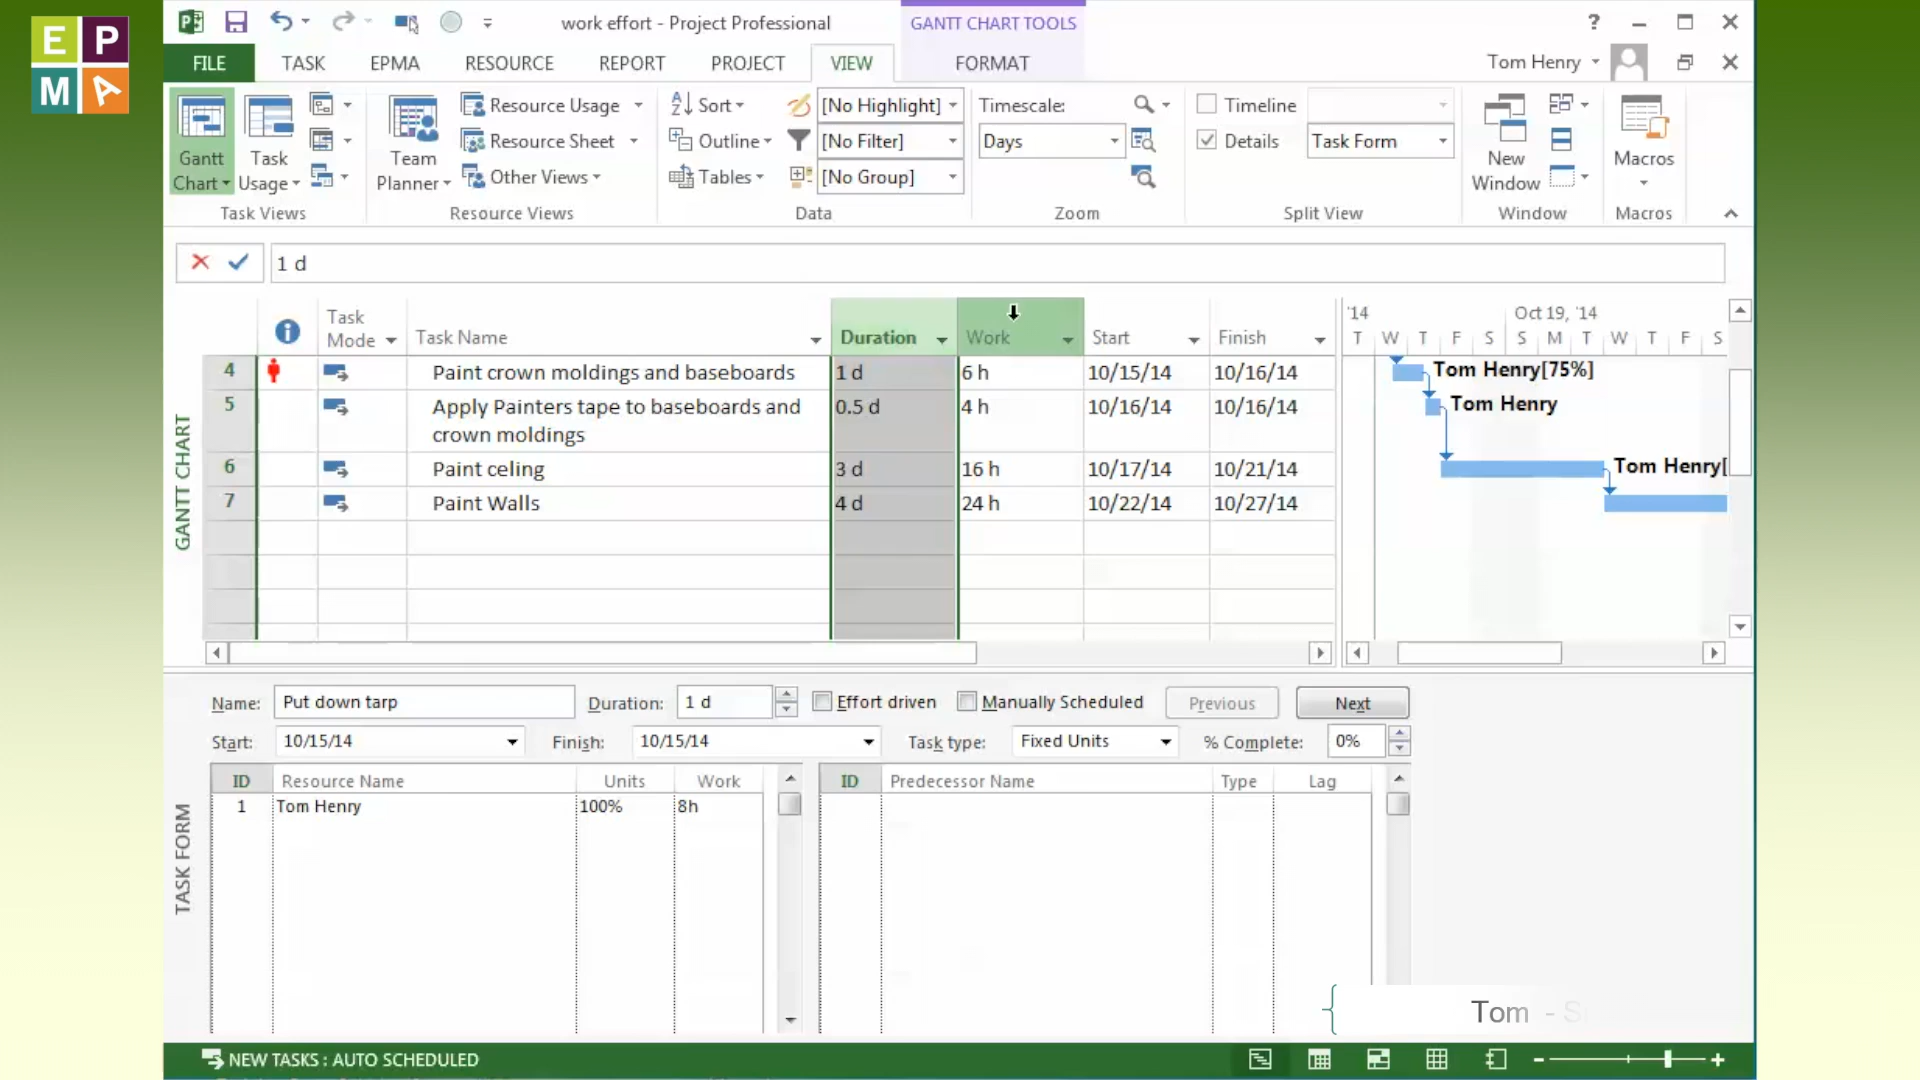 E P
M A
work effort - Project Professional
GANTT CHART TOOLS
?
FILE
TASK
EPMA
RESOURCE
REPORT
PROJECT
VIEW
FORMAT
Tom Henry
Gantt
Chart
Task
Usage
Task Views
Team
Planner
Resource Usage
Resource Sheet
Other Views
Resource Views
Sort
Outline
Tables
[No Highlight]
[No Filter]
[No Group]
Data
Timescale:
Days
Zoom
Timeline
Details
Task Form
Split View
New
Window
Window
Macros
Macros
1 d
Task
Mode
Task Name
Duration
Work
Start
Finish
'14
Oct 19, '14
T W T F S S M T W T F S
4 Paint crown moldings and baseboards 1 d 6 h 10/15/14 10/16/14 Tom Henry[75%]
5 Apply Painters tape to baseboards and 0.5 d 4 h 10/16/14 10/16/14 Tom Henry
crown moldings
6 Paint celing 3 d 16 h 10/17/14 10/21/14 Tom Henry[
7 Paint Walls 4 d 24 h 10/22/14 10/27/14
GANTT CHART
Name: Put down tarp Duration: 1 d Effort driven Manually Scheduled Previous Next
Start: 10/15/14 Finish: 10/15/14 Task type: Fixed Units % Complete: 0%
ID Resource Name Units Work
1 Tom Henry 100% 8h
ID Predecessor Name Type Lag
TASK FORM
Tom -
NEW TASKS : AUTO SCHEDULED